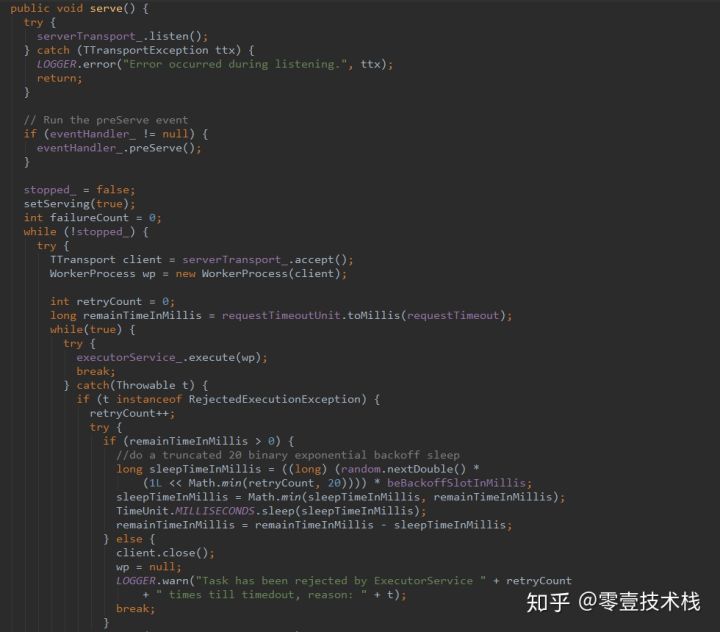 public void serve() {
try {
serverTransport_.listen();
} catch (TTransportException ttx) {
LOGGER.error("Error occurred during listening.", ttx);
return;
}
// Run the preServe event
if (eventHandler_ != null) {
eventHandler_.preServe();
}
stopped_ = false;
setServing(true);
int failureCount = 0;
while (!stopped_) {
try {
TTransport client = serverTransport_.accept();
WorkerProcess wp = new WorkerProcess(client);
int retryCount = 0;
long remainTimeInMillis = requestTimeoutUnit.toMillis(requestTimeout);
while(true) {
try {
executorService_.execute(wp);
break;
} catch(Throwable t) {
if (t instanceof RejectedExecutionException) {
retryCount++;
try {
if (remainTimeInMillis > 0) {
//do a truncated 20 binary exponential backoff sleep
long sleepTimeInMillis = ((long) (random.nextDouble() *
(1L << Math.min(retryCount, 20)))) * beBackoffSlotInMillis;
sleepTimeInMillis = Math.min(sleepTimeInMillis, remainTimeInMillis);
TimeUnit.MILLISECONDS.sleep(sleepTimeInMillis);
remainTimeInMillis = remainTimeInMillis - sleepTimeInMillis;
} else {
client.close();
wp = null;
LOGGER.warn("Task has been rejected by ExecutorService " + retryCount
+ " times till timedout, reason: " + t);
break;
}
知乎 @零壹技术栈